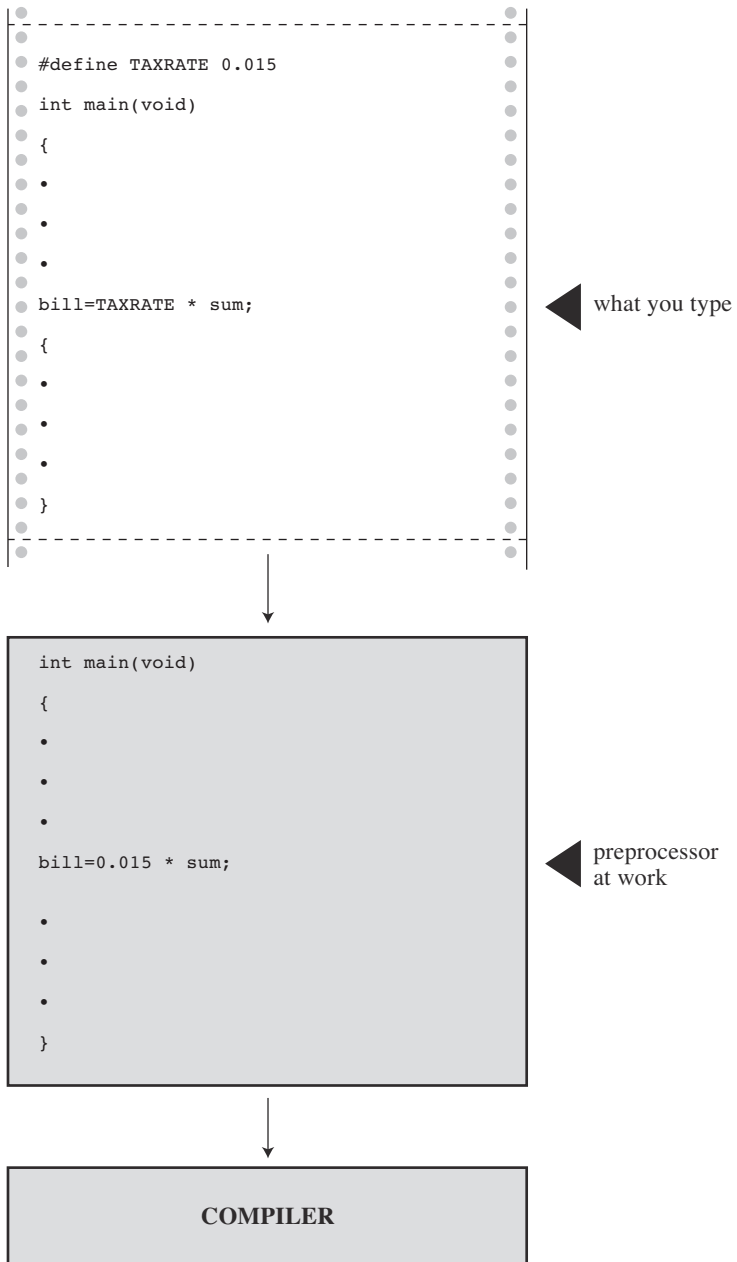 #define TAXRATE 0.015
int main(void)
{
•
•
•
bill=TAXRATE * sum;
{
•
•
•
}
what you type
int main(void)
{
•
•
•
bill=0.015 * sum;
•
•
•
}
preprocessor
at work
COMPILER